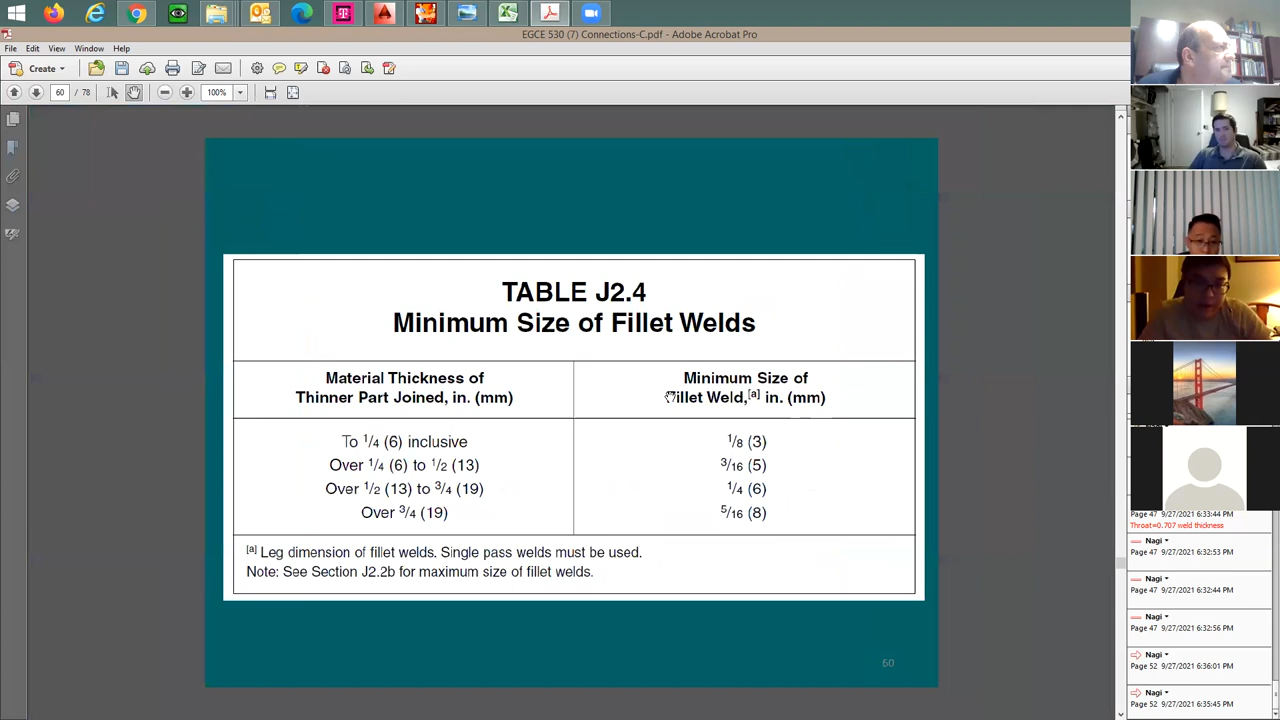 EGCE 530 (7) Connections-C.pdf - Adobe Acrobat Pro
File Edit View Window Help
Create
60 / 78 100%
TABLE J2.4
Minimum Size of Fillet Welds
Material Thickness of
Thinner Part Joined, in. (mm)
Minimum Size of
Fillet Weld,[a] in. (mm)
To 1/4 (6) inclusive
1/8 (3)
Over 1/4 (6) to 1/2 (13)
3/16 (5)
Over 1/2 (13) to 3/4 (19)
1/4 (6)
Over 3/4 (19)
5/16 (8)
[a] Leg dimension of fillet welds. Single pass welds must be used.
Note: See Section J2.2b for maximum size of fillet welds.
60
Page 47 9/27/2021 6:33:44 PM
Throat=0.707 weld thickness
Nagi
Page 47 9/27/2021 6:32:53 PM
Nagi
Page 47 9/27/2021 6:32:44 PM
Nagi
Page 47 9/27/2021 6:32:56 PM
Nagi
Page 52 9/27/2021 6:36:01 PM
Nagi
Page 52 9/27/2021 6:35:45 PM